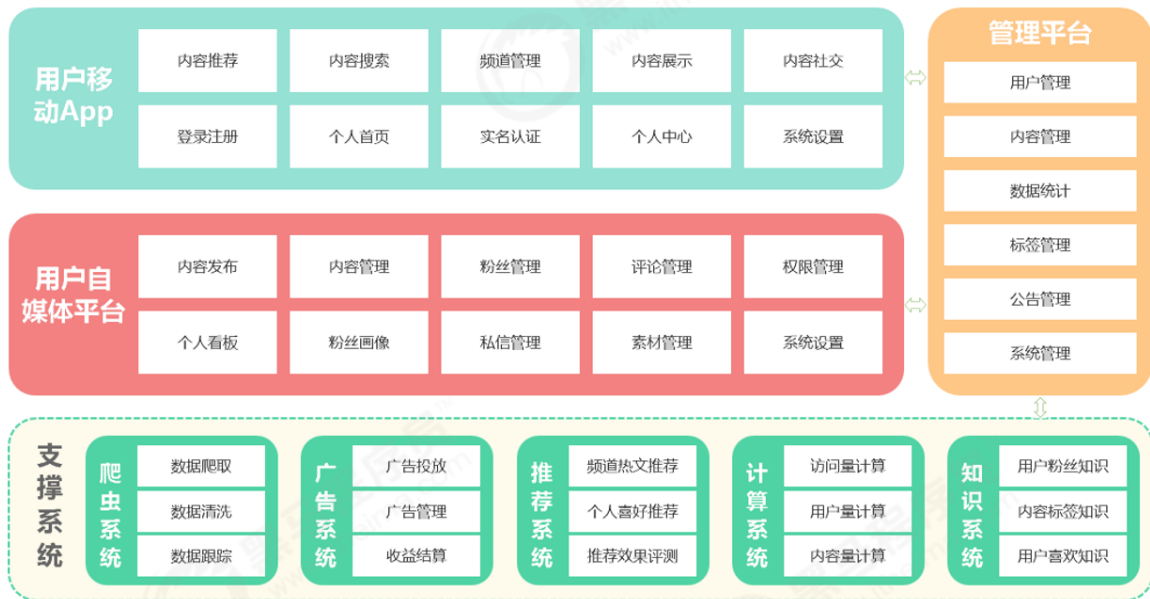 用户移
动App
内容推荐
内容搜索
频道管理
内容展示
内容社交
登录注册
个人首页
实名认证
个人中心
系统设置
用户自
媒体平台
内容发布
内容管理
粉丝管理
评论管理
权限管理
个人看板
粉丝画像
私信管理
素材管理
系统设置
管理平台
用户管理
内容管理
数据统计
标签管理
公告管理
系统管理
支撑系统
爬虫系统
数据爬取
数据清洗
数据跟踪
广告系统
广告投放
广告管理
收益结算
推荐系统
频道热文推荐
个人喜好推荐
推荐效果评测
计算系统
访问量计算
用户量计算
内容量计算
知识系统
用户粉丝知识
内容标签知识
用户喜欢知识